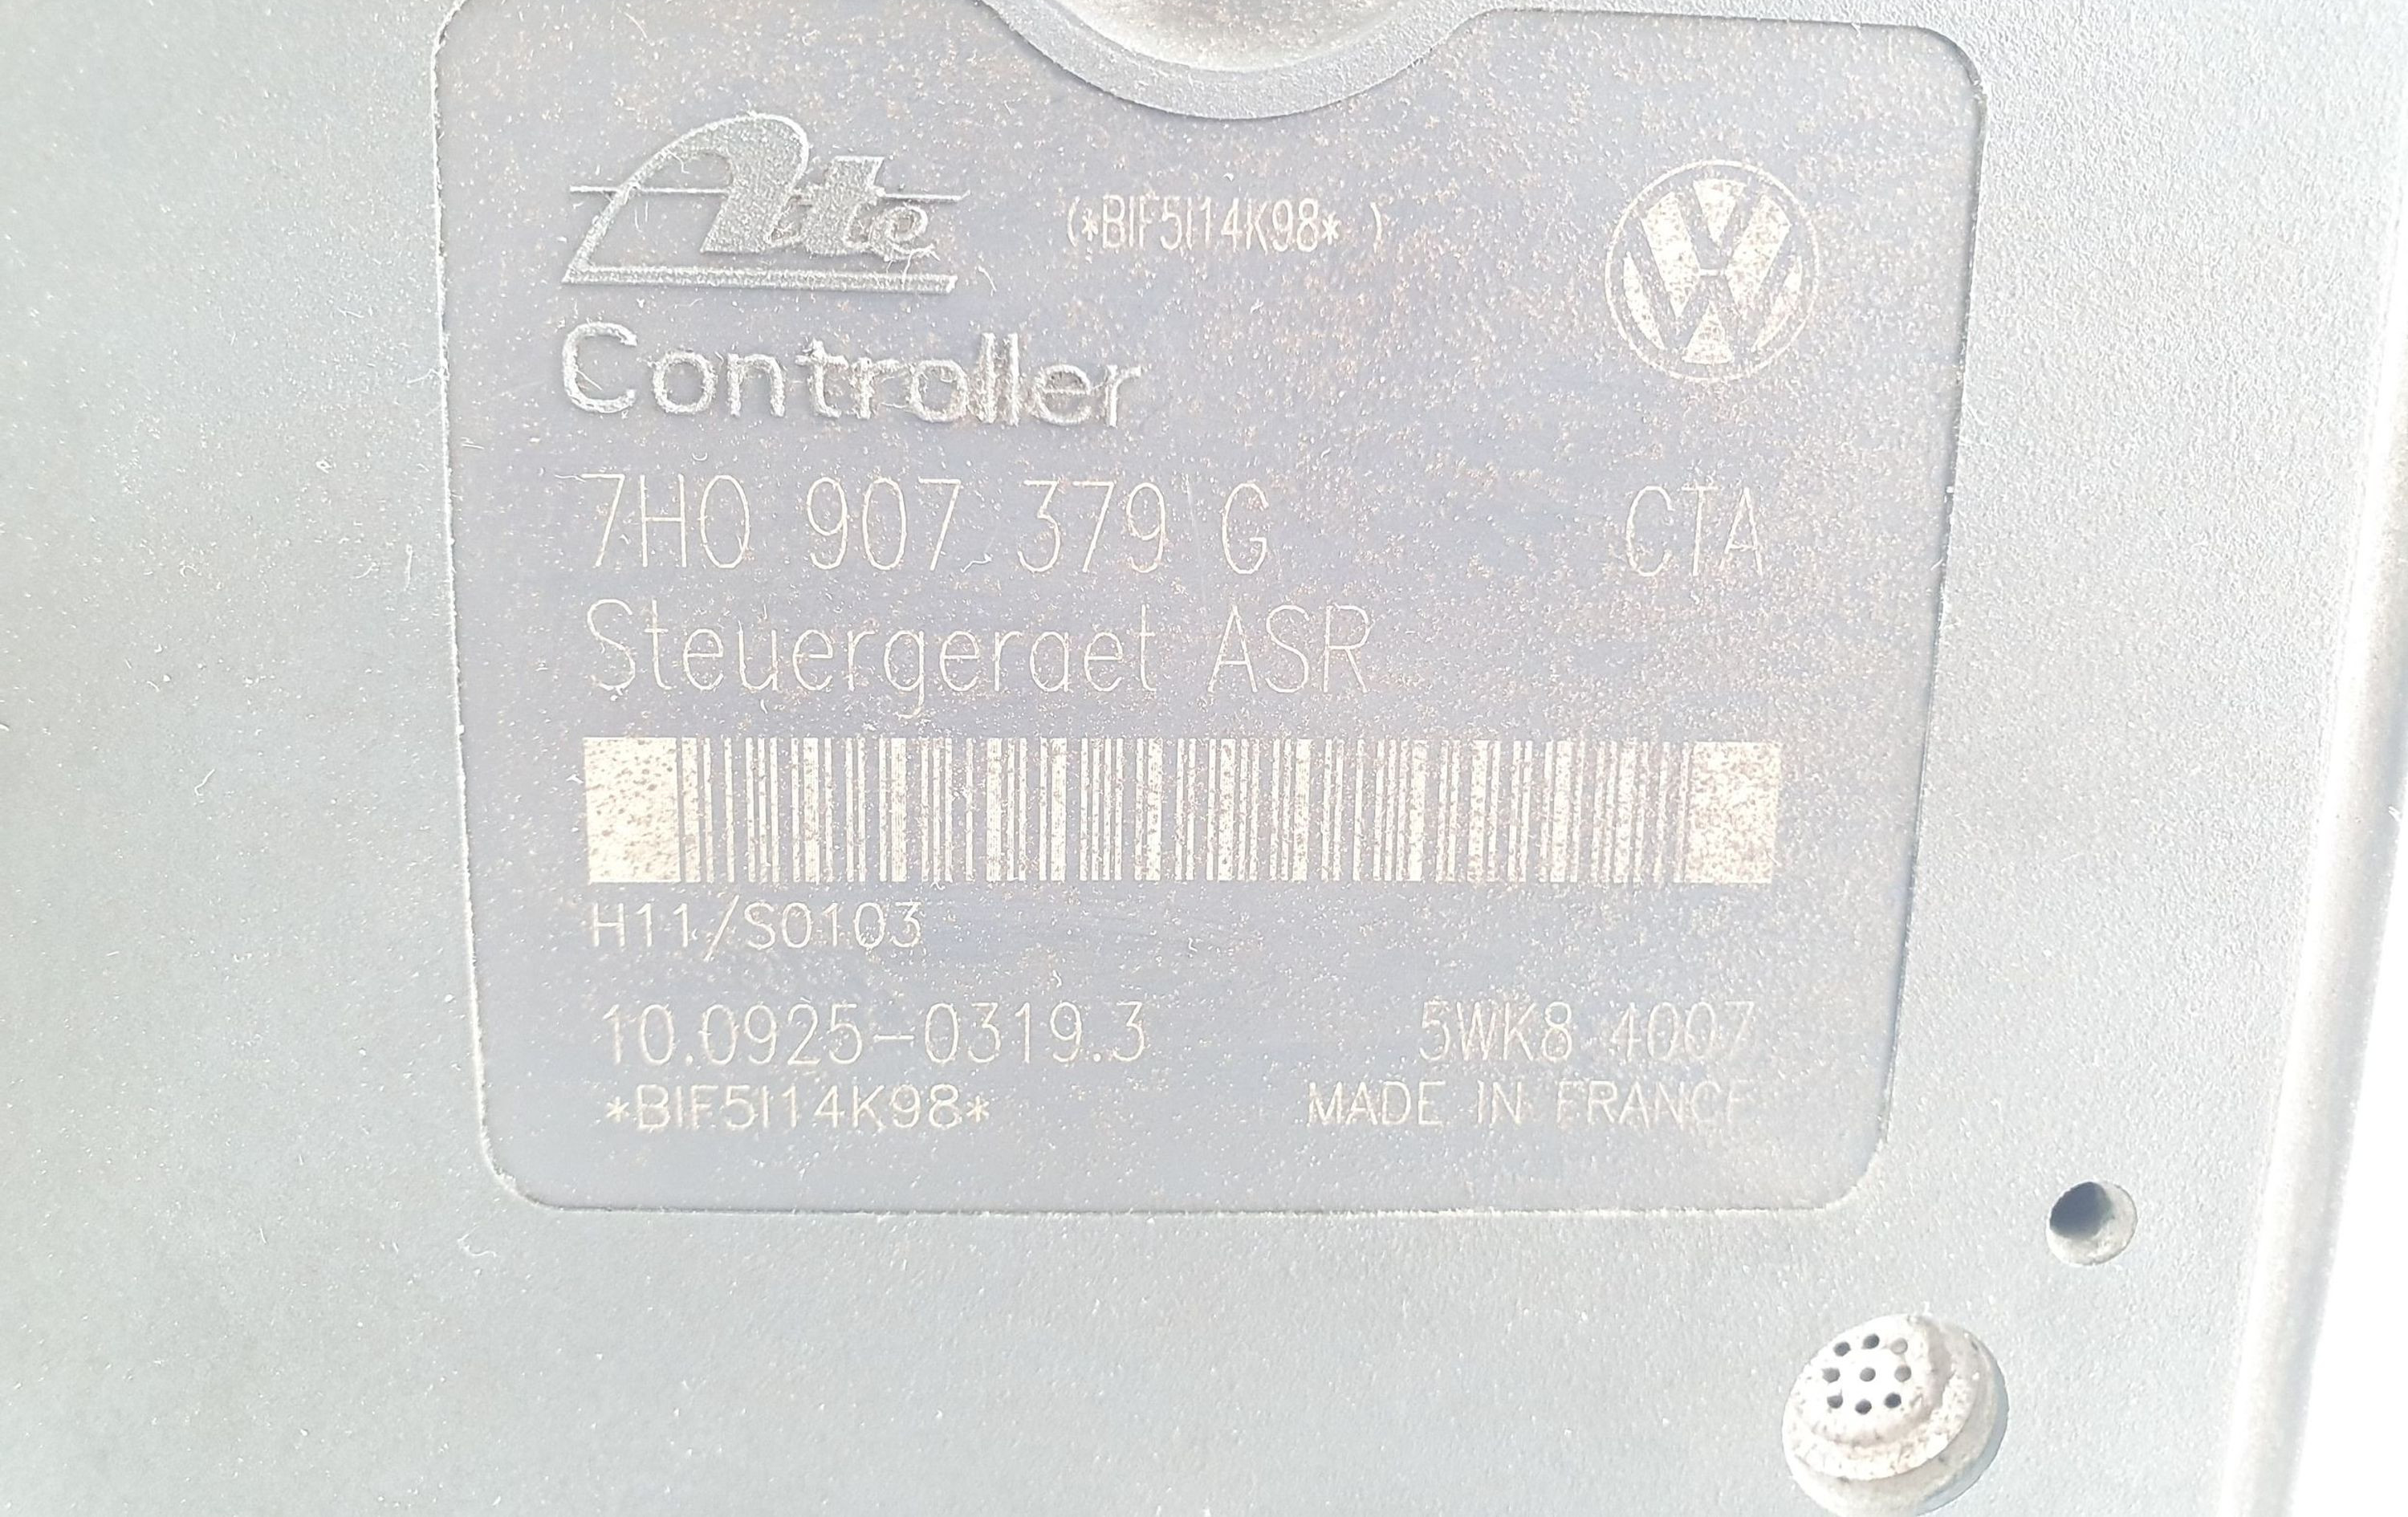 Ate
(*BIF5I14K98* )
Controller
7H0 907 379 G CTA
Steuergeraet ASR
H11/S0103
10.0925-0319.3 5WK8 4007
*BIF5I14K98* MADE IN FRANCE